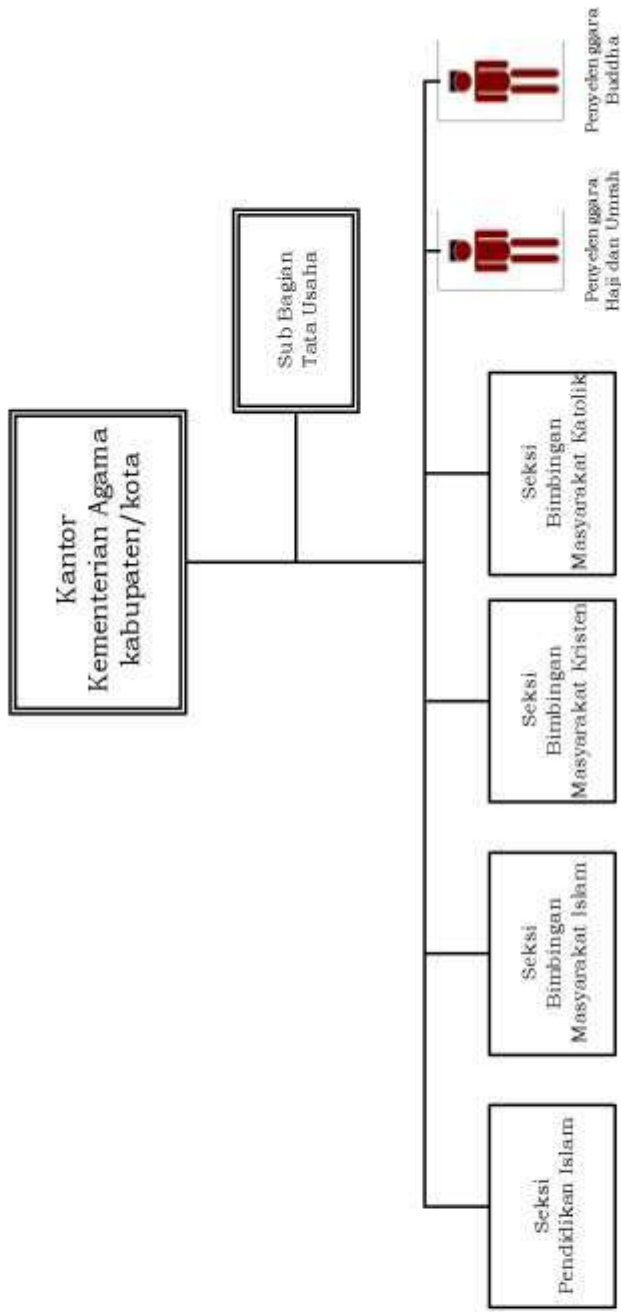 Kantor
Kementerian Agama
kabupaten/kota
Sub Bagian
Tata Usaha
Seksi
Pendidikan Islam
Seksi
Bimbingan
Masyarakat Islam
Seksi
Bimbingan
Masyarakat Kristen
Seksi
Bimbingan
Masyarakat Katolik
Penyelenggara
Haji dan Umrah
Penyelenggara
Buddha